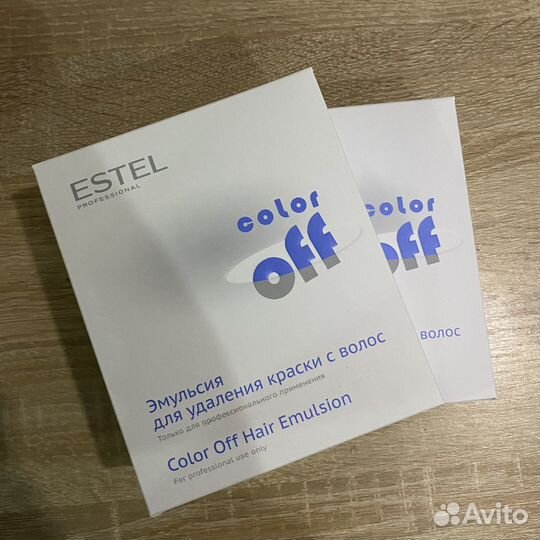 ESTEL
PROFESSIONAL
color
off
Эмульсия
для удаления краски с волос
Только для профессионального применения
Color Off Hair Emulsion
For professional use only
color
off
волос
Avito